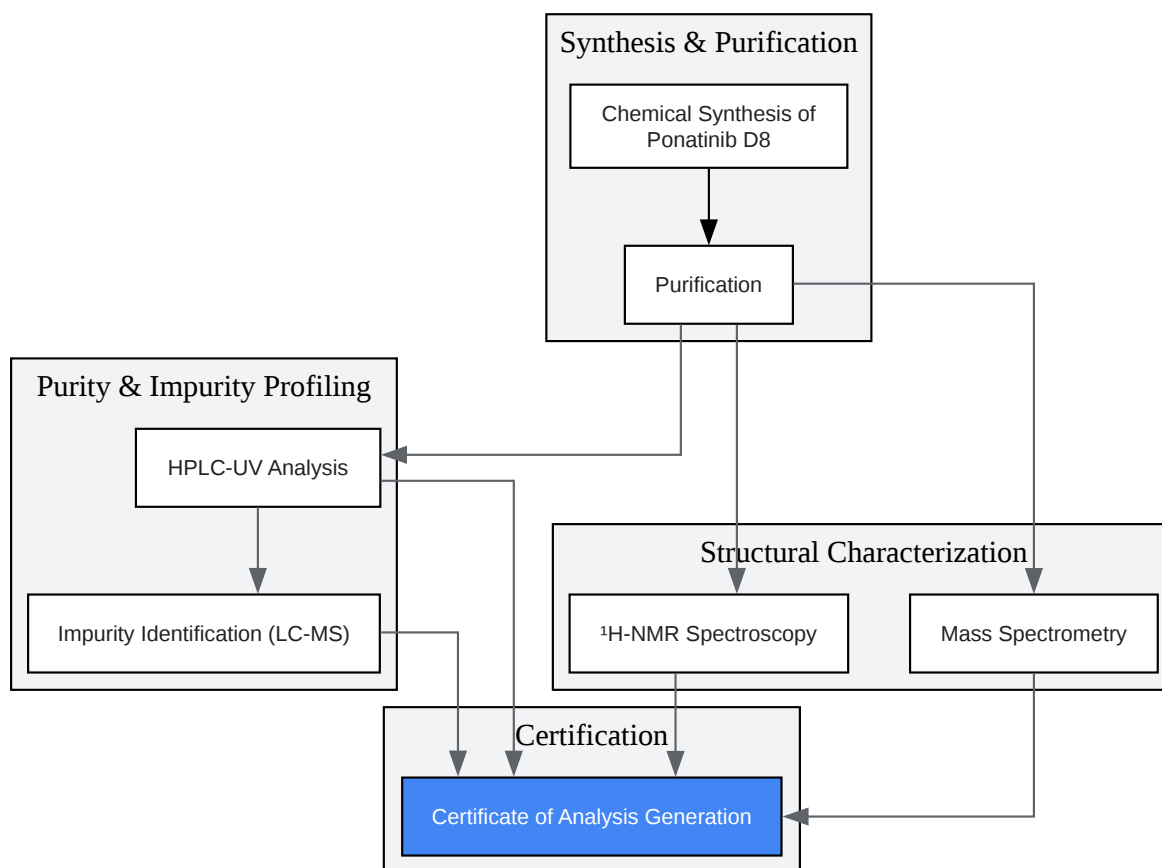 Synthesis & Purification
Chemical Synthesis of
Ponatinib D8
Purification
Purity & Impurity Profiling
HPLC-UV Analysis
Impurity Identification (LC-MS)
Structural Characterization
¹H-NMR Spectroscopy
Mass Spectrometry
Certification
Certificate of Analysis Generation